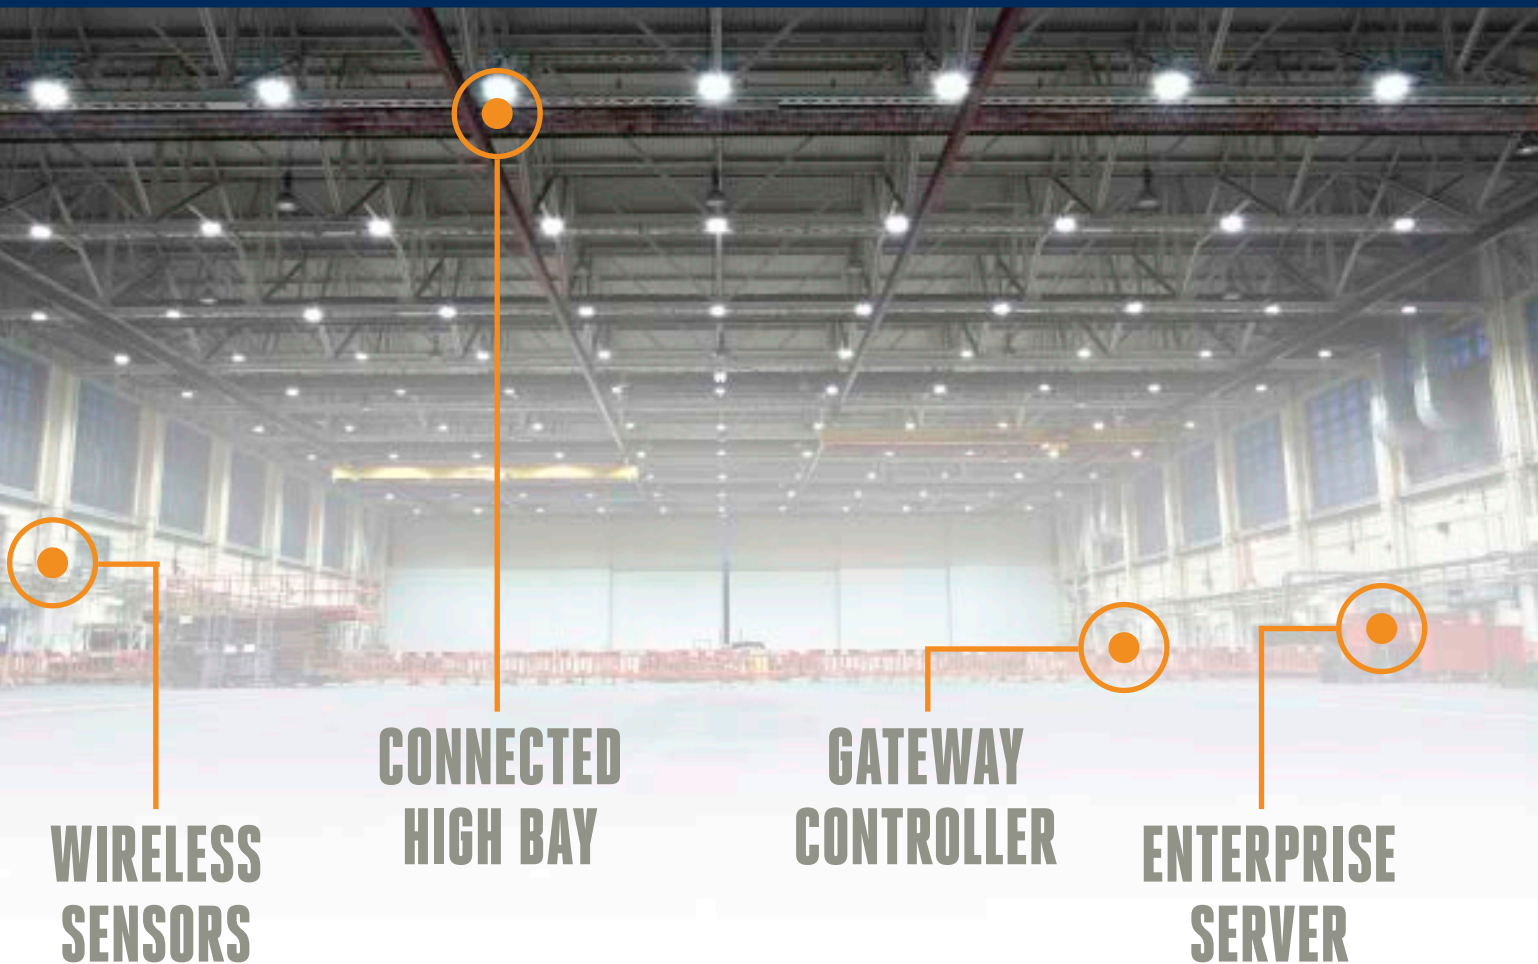 CONNECTED
HIGH BAY
GATEWAY
CONTROLLER
WIRELESS
SENSORS
ENTERPRISE
SERVER